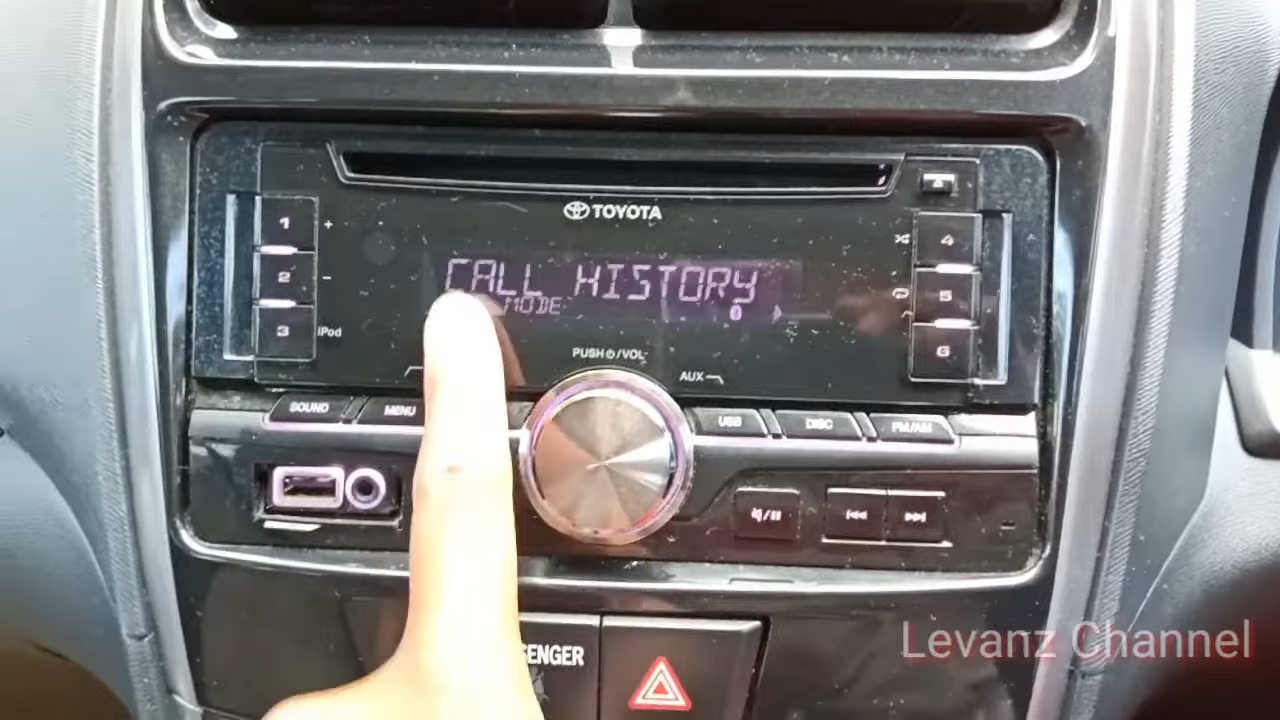 TOYOTA
1 +
2 -
3 iPod
4
5
6
CALL HISTORY
MODE
PUSH /VOL
AUX
SOUND
MENU
USB
DISC
FM/AM
ENGER
Levanz Channel